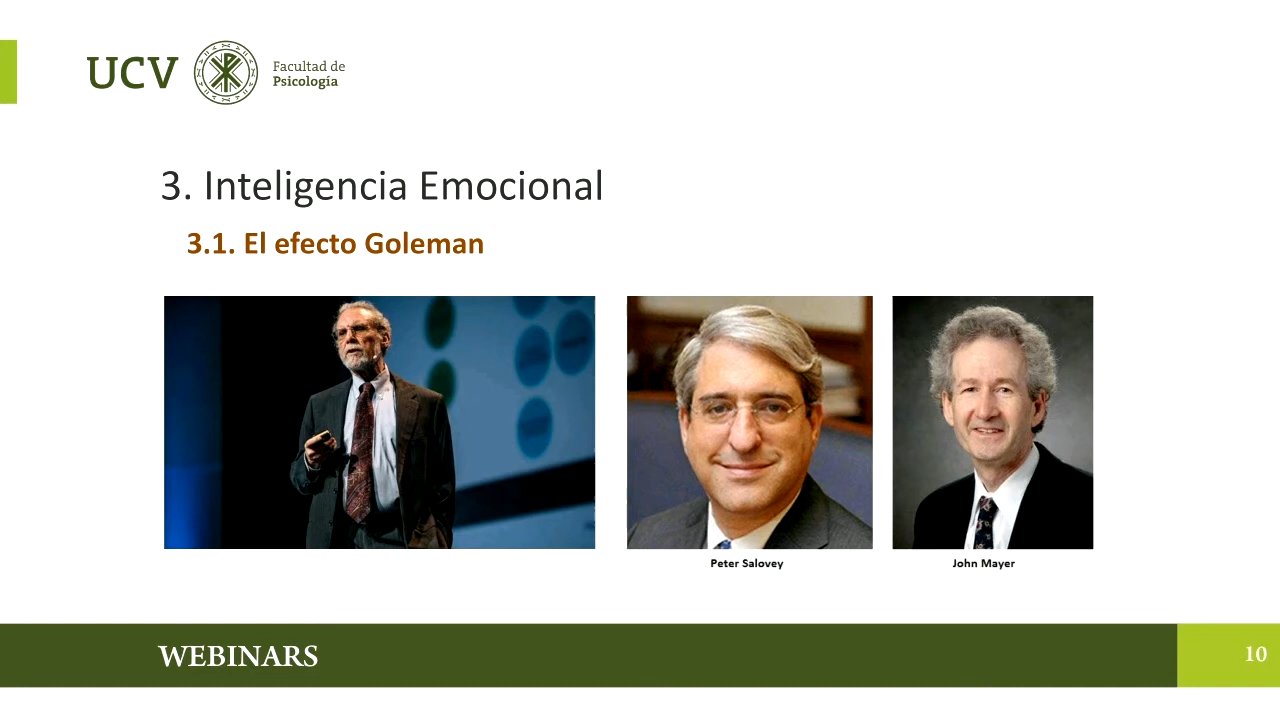 UCV
Facultad de
Psicología
3. Inteligencia Emocional
3.1. El efecto Goleman
Peter Salovey
John Mayer
WEBINARS
10